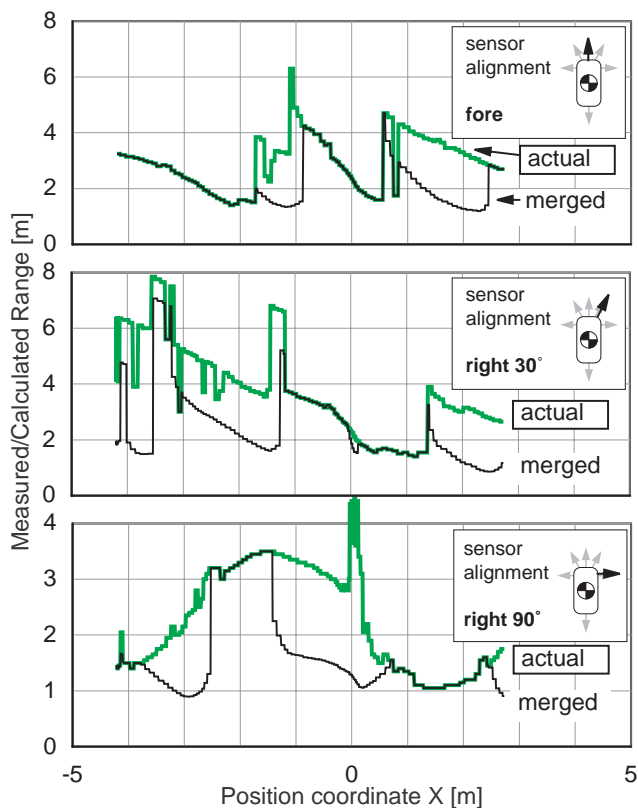 Measured/Calculated Range [m]
8
6
4
2
0
sensor
alignment
fore
actual
merged
8
6
4
2
0
sensor
alignment
right 30°
actual
merged
4
3
2
1
0
sensor
alignment
right 90°
actual
merged
-5
0
5
Position coordinate X [m]